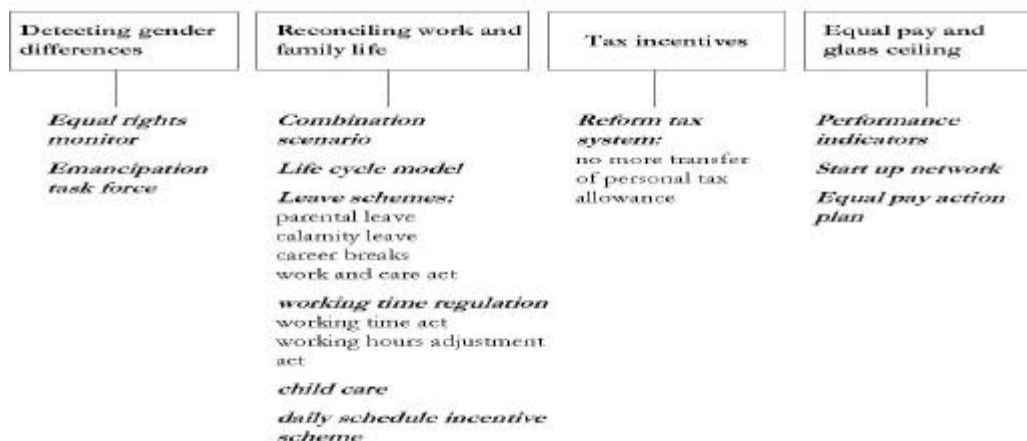 Detecting gender
differences
Equal rights
monitor
Emancipation
task force
Reconciling work and
family life
Combination
scenario
Life cycle model
Leave schemes:
parental leave
calamity leave
career breaks
work and care act
working time regulation
working time act
working hours adjustment
act
child care
daily schedule incentive
scheme
Tax incentives
Reform tax
system:
no more transfer
of personal tax
allowance
Equal pay and
glass ceiling
Performance
indicators
Start up network
Equal pay action
plan